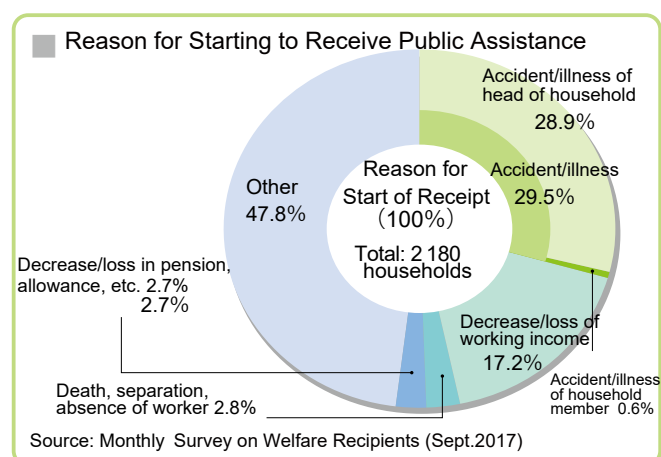 Reason for Starting to Receive Public Assistance
Accident/illness of
head of household
28.9%
Accident/illness
29.5%
Reason for
Start of Receipt
(100%)
Total: 2 180
households
Other
47.8%
Decrease/loss in pension,
allowance, etc. 2.7%
2.7%
Decrease/loss of
working income
17.2%
Death, separation,
absence of worker 2.8%
Accident/illness
of household
member 0.6%
Source: Monthly Survey on Welfare Recipients (Sept.2017)